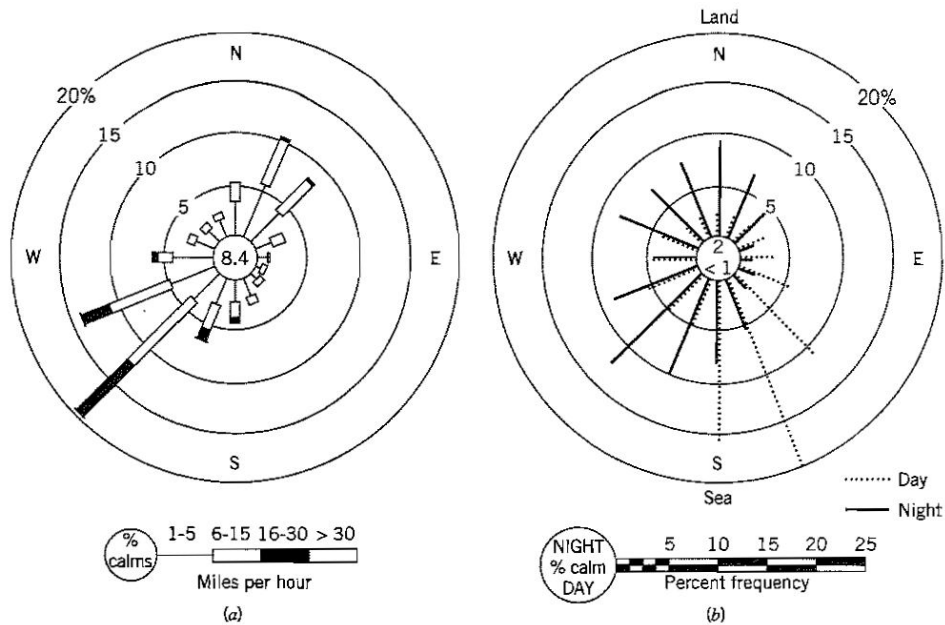 (a)
N
20%
15
10
5
W
8.4
E
S
% calms
1-5 6-15 16-30 > 30
Miles per hour
(a)
Land
(b)
N
20%
15
10
5
W
2
< 1
E
S
Sea
Day
Night
NIGHT
% calm
DAY
5 10 15 20 25
Percent frequency
(b)